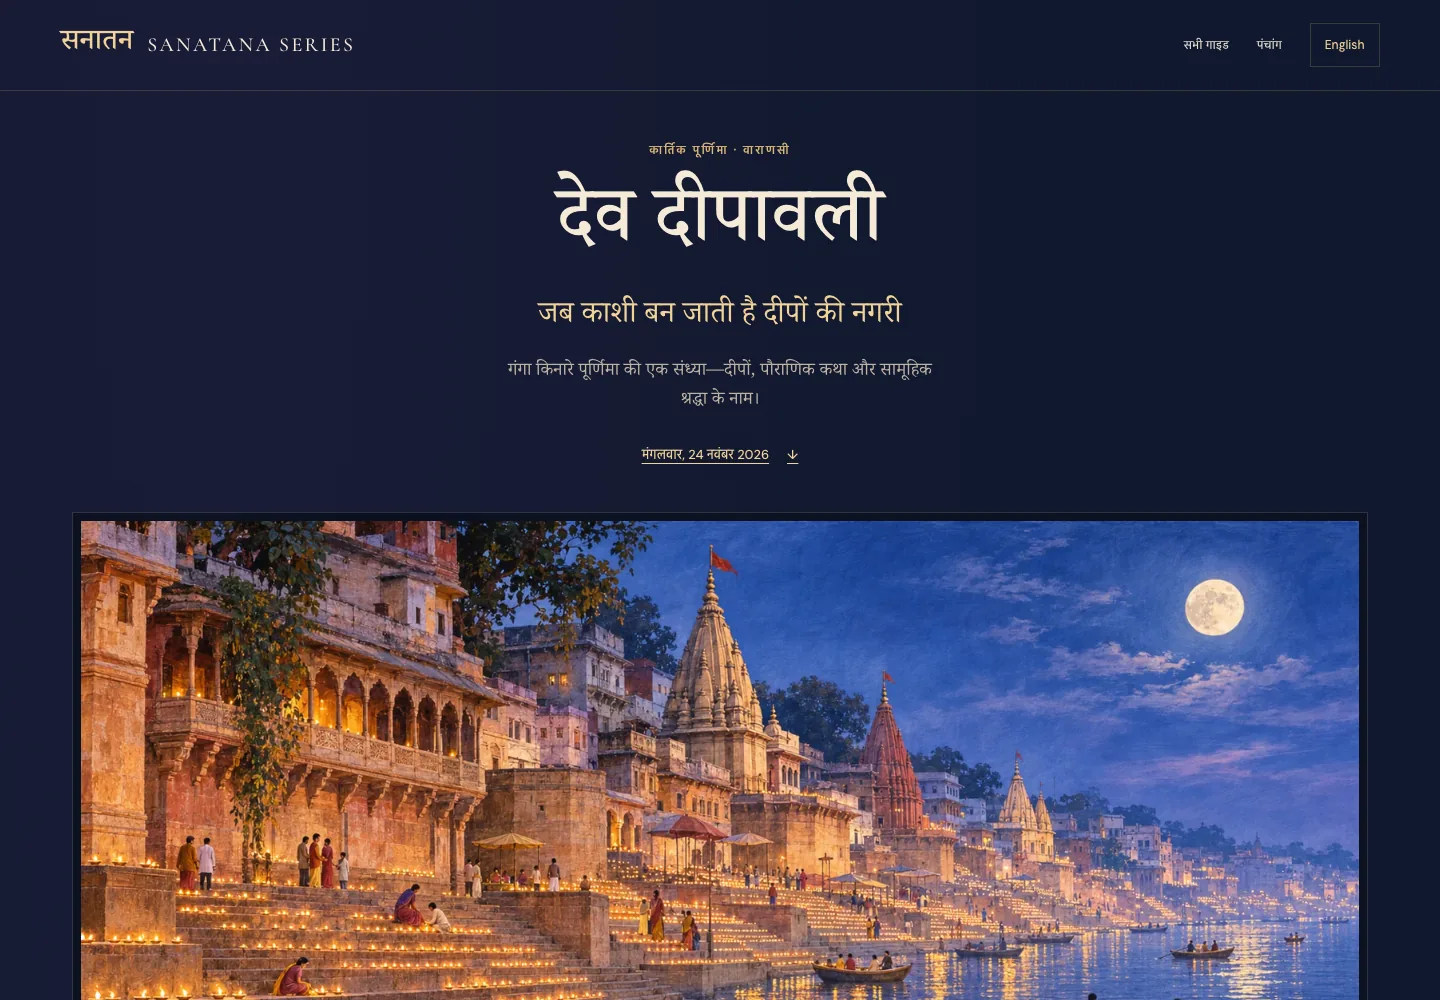 सनातन SANATANA SERIES
सभी गाइड पंचांग English
कार्तिक पूर्णिमा · वाराणसी
देव दीपावली
जब काशी बन जाती है दीपों की नगरी
गंगा किनारे पूर्णिमा की एक संध्या—दीपों, पौराणिक कथा और सामूहिक
श्रद्धा के नाम।
मंगलवार, 24 नवंबर 2026 ↓